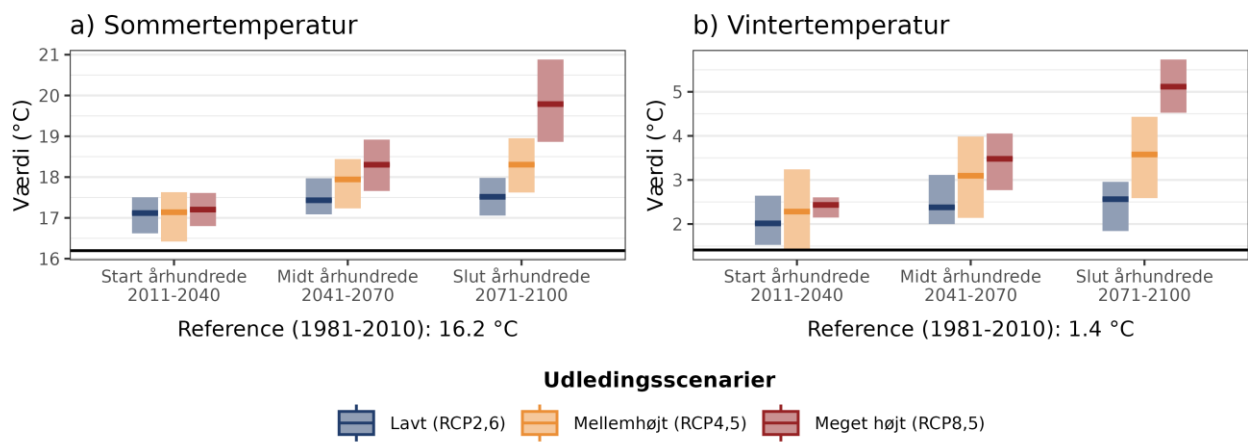 a) Sommertemperatur
Værdi (°C)
21
20
19
18
17
16
Start århundrede
2011-2040
Midt århundrede
2041-2070
Slut århundrede
2071-2100
Reference (1981-2010): 16.2 °C
b) Vintertemperatur
Værdi (°C)
5
4
3
2
Start århundrede
2011-2040
Midt århundrede
2041-2070
Slut århundrede
2071-2100
Reference (1981-2010): 1.4 °C
Udledingsscenarier
Lavt (RCP2,6)
Mellemhøjt (RCP4,5)
Meget højt (RCP8,5)